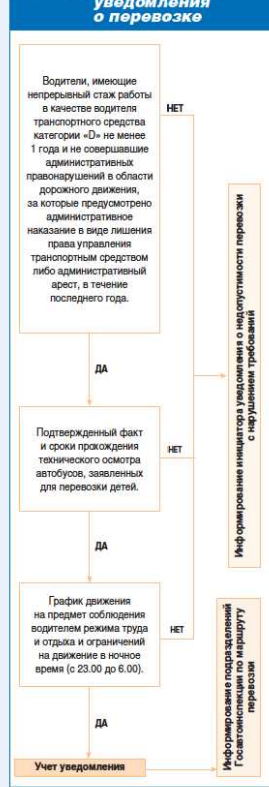 уведомления
о перевозке
Водители, имеющие
непрерывный стаж работы
в качестве водителя
транспортного средства
категории «D» не менее
1 года и не совершавшие
административных
правонарушений в области
дорожного движения,
за которые предусмотрено
административное
наказание в виде лишения
права управления
транспортным средством
либо административный
арест, в течение
последнего года.
НЕТ
ДА
Подтвержденный факт
и сроки прохождения
технического осмотра
автобусов, заявленных
для перевозки детей.
НЕТ
ДА
График движения
на предмет соблюдения
водителем режима труда
и отдыха и ограничений
на движение в ночное
время (с 23.00 до 6.00).
НЕТ
ДА
Учет уведомления
Информирование инициатора уведомления о недопустимости перевозки
с нарушением требований
Информирование подразделений
Госавтоинспекции по маршруту
перевозки